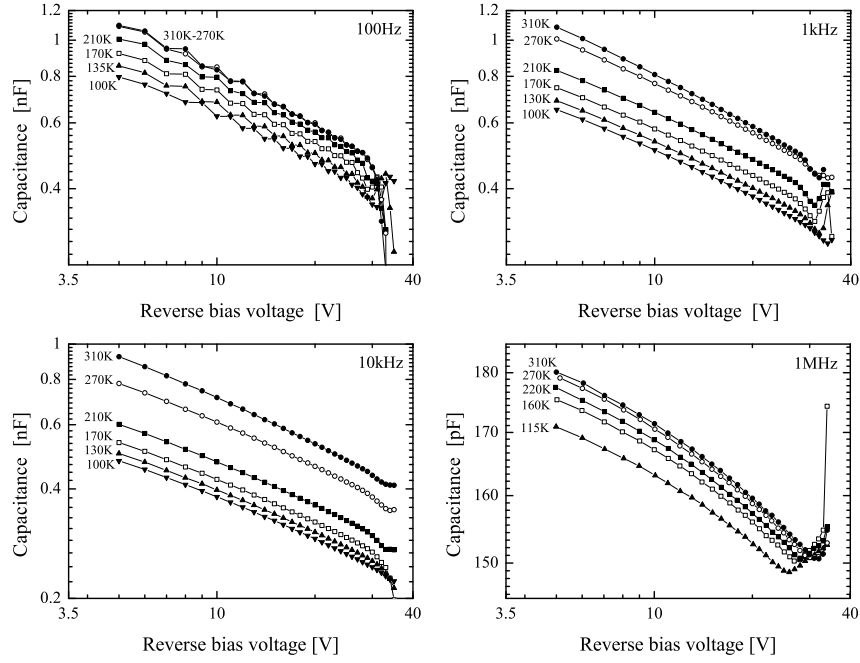 1.2
1
0.8
0.6
0.4
Capacitance [nF]
100Hz
310K-270K
210K
170K
135K
100K
3.5
10
40
Reverse bias voltage [V]
1.2
1
0.8
0.6
0.4
Capacitance [nF]
1kHz
310K
270K
210K
170K
130K
100K
3.5
10
40
Reverse bias voltage [V]
1
0.8
0.6
0.4
0.2
Capacitance [nF]
10kHz
310K
270K
210K
170K
130K
100K
3.5
10
40
Reverse bias voltage [V]
180
170
160
150
Capacitance [pF]
1MHz
310K
270K
220K
160K
115K
3.5
10
40
Reverse bias voltage [V]